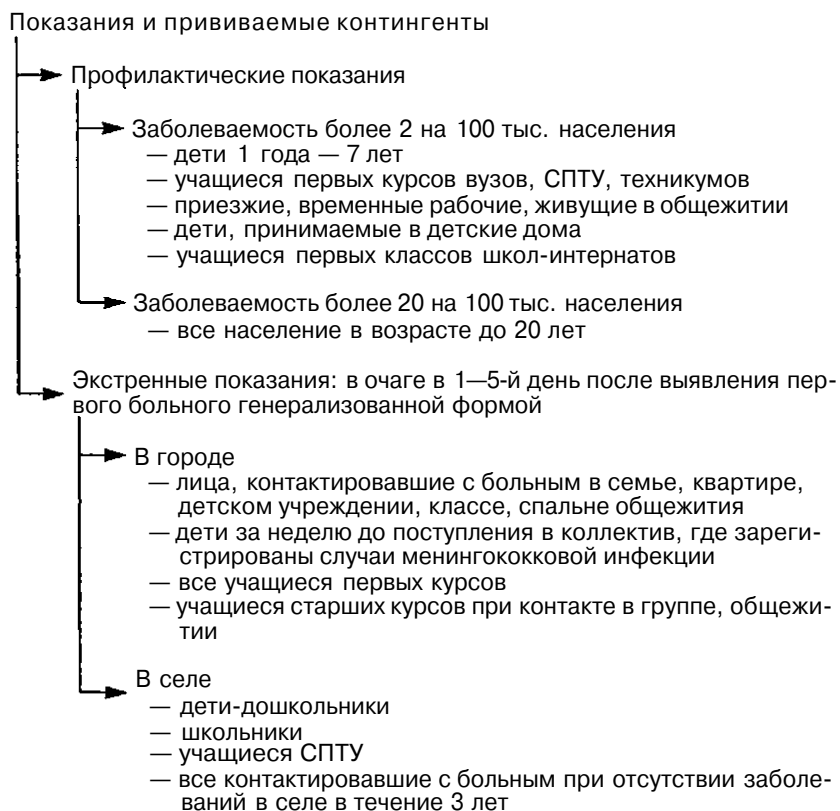 Показания и прививаемые контингенты
Профилактические показания
Заболеваемость более 2 на 100 тыс. населения
— дети 1 года — 7 лет
— учащиеся первых курсов вузов, СПТУ, техникумов
— приезжие, временные рабочие, живущие в общежитии
— дети, принимаемые в детские дома
— учащиеся первых классов школ-интернатов
Заболеваемость более 20 на 100 тыс. населения
— все население в возрасте до 20 лет
Экстренные показания: в очаге в 1—5-й день после выявления пер-
вого больного генерализованной формой
В городе
— лица, контактировавшие с больным в семье, квартире,
детском учреждении, классе, спальне общежития
— дети за неделю до поступления в коллектив, где зареги-
стрированы случаи менингококковой инфекции
— все учащиеся первых курсов
— учащиеся старших курсов при контакте в группе, общежи-
тии
В селе
— дети-дошкольники
— школьники
— учащиеся СПТУ
— все контактировавшие с больным при отсутствии заболе-
ваний в селе в течение 3 лет